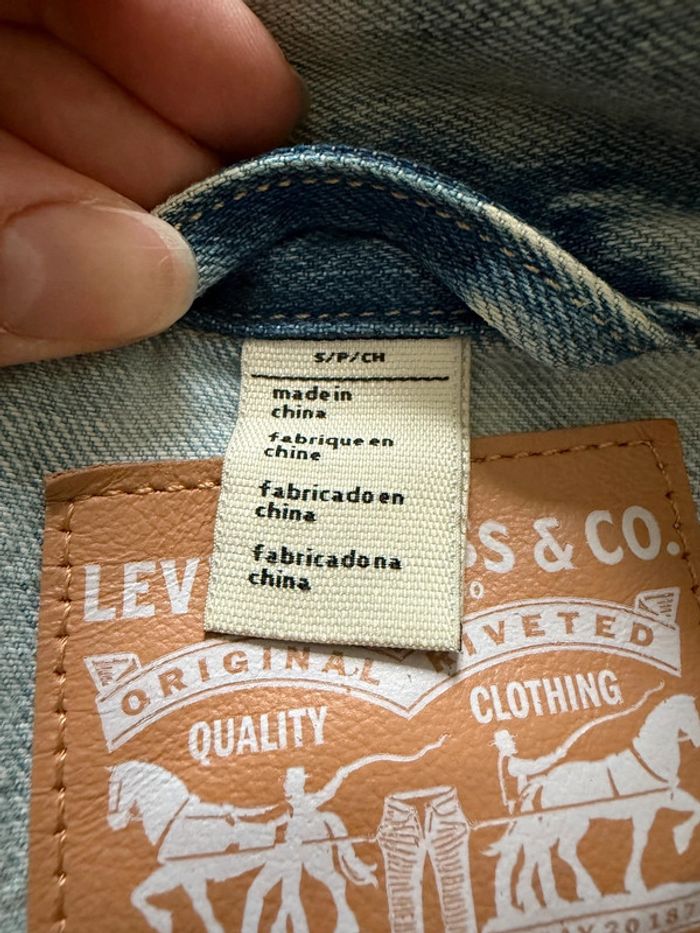 S/P/CH
made in
china
fabrique en
chine
fabricado en
china
fabricado na
china
LEV SS & CO.
ORIGINAL RIVETED
QUALITY CLOTHING